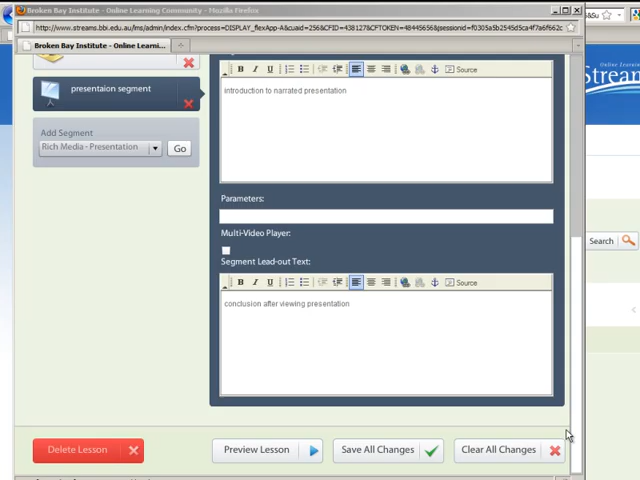 Broken Bay Institute - Online Learning Community - Mozilla Firefox
Broken Bay Institute - Online Learni...
presentaion segment
Add Segment
Rich Media - Presentation
Go
Source
introduction to narrated presentation
Parameters:
Multi-Video Player:
Segment Lead-out Text:
Source
conclusion after viewing presentation
Delete Lesson
Preview Lesson
Save All Changes
Clear All Changes
Online Learning
Search